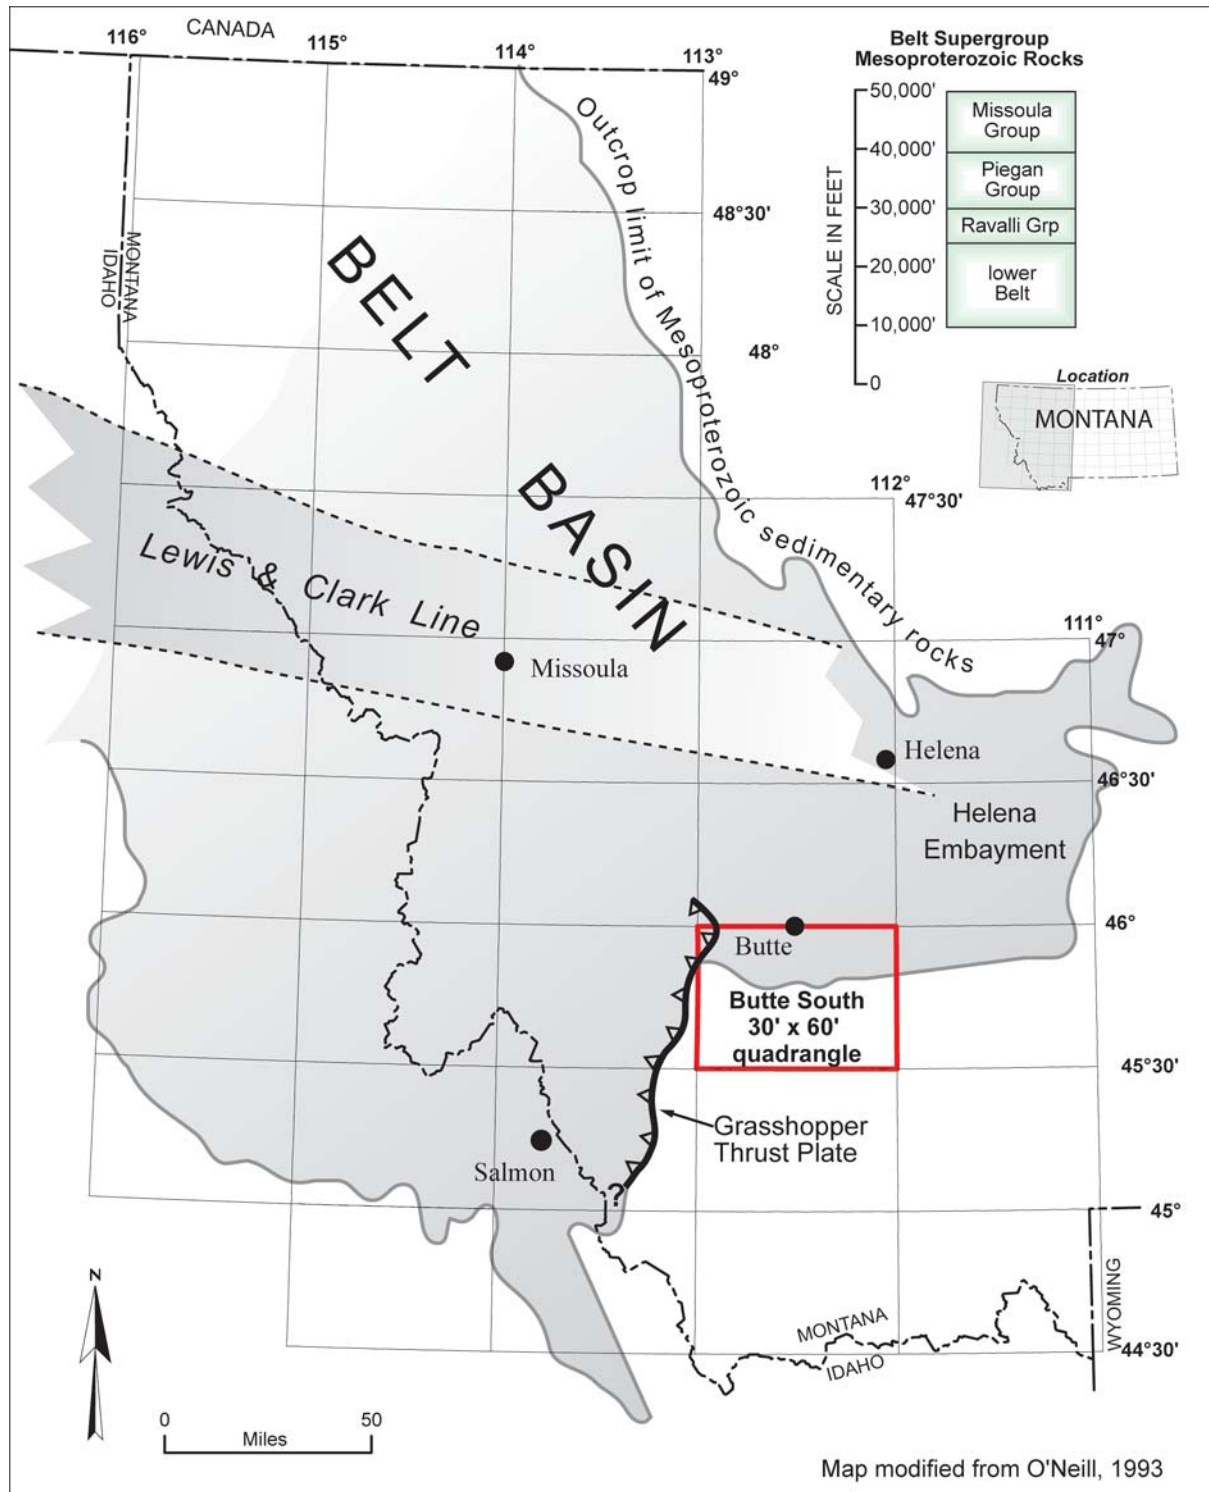 CANADA
116°
115°
114°
113°
49°
Belt Supergroup
Mesoproterozoic Rocks
50,000'
40,000'
30,000'
20,000'
10,000'
0
SCALE IN FEET
Missoula
Group
Piegan
Group
Ravalli Grp
lower
Belt
Outcrop limit of Mesoproterozoic sedimentary rocks
48°30'
MONTANA
IDAHO
BELT
BASIN
48°
Location
MONTANA
112°
47°30'
Lewis & Clark Line
111°
47°
Missoula
Helena
46°30'
Helena
Embayment
46°
Butte
Butte South
30' x 60'
quadrangle
45°30'
Grasshopper
Thrust Plate
Salmon
?
45°
N
WYOMING
MONTANA
IDAHO
44°30'
0
50
Miles
Map modified from O'Neill, 1993